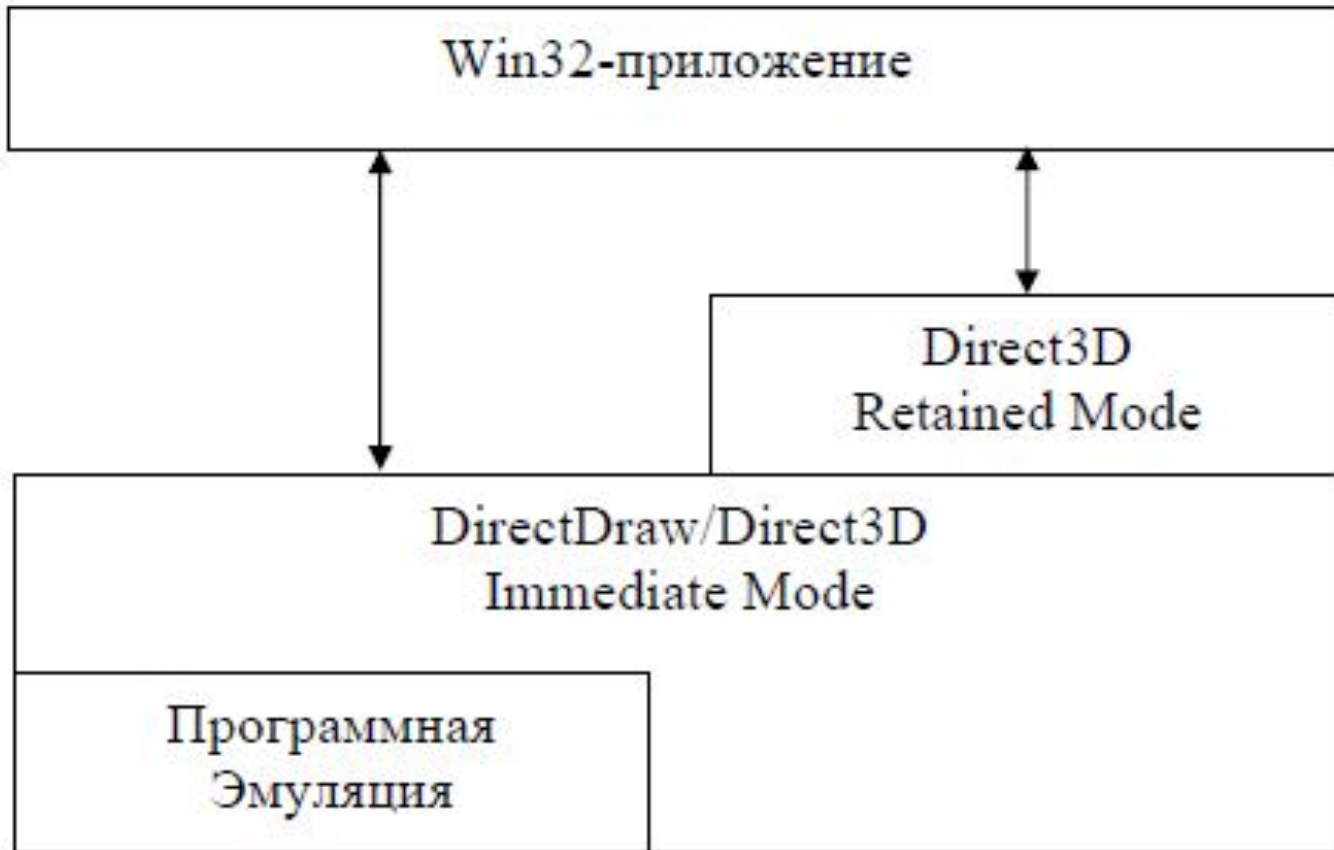 Win32-приложение
Direct3D
Retained Mode
DirectDraw/Direct3D
Immediate Mode
Программная
Эмуляция